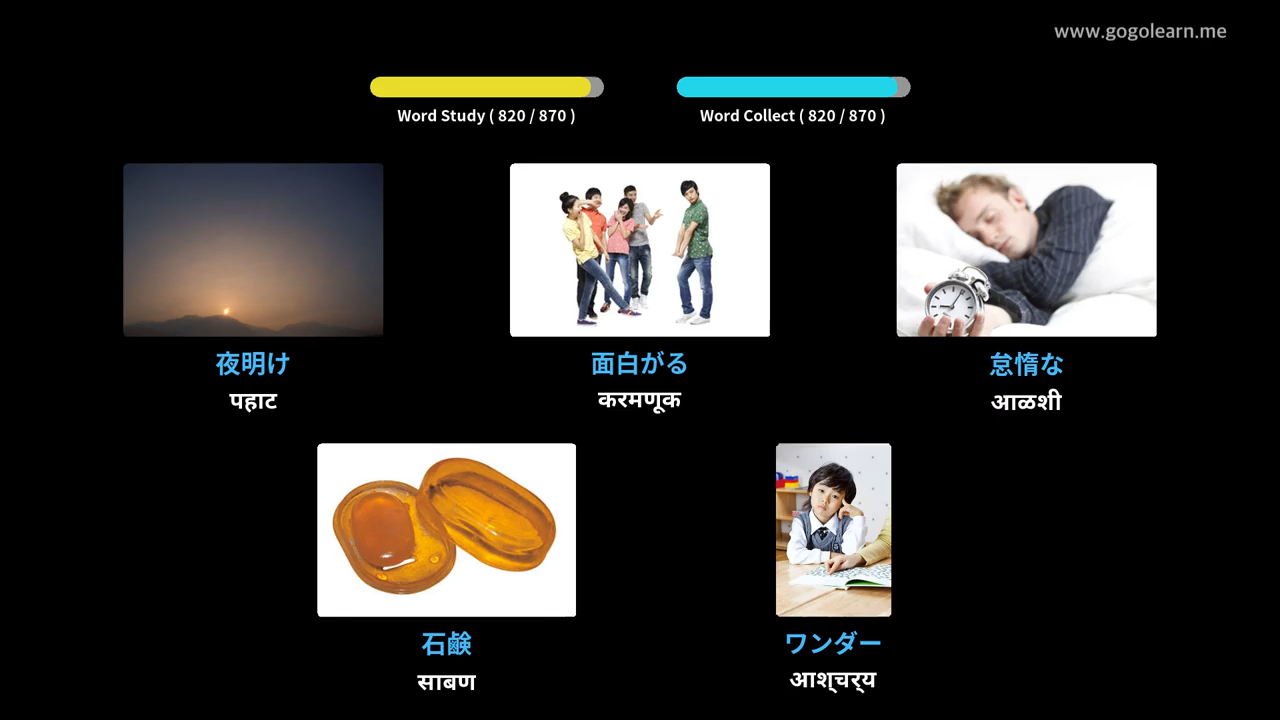 www.gogolearn.me
Word Study ( 820 / 870 )
Word Collect ( 820 / 870 )
夜明け
面白がる
怠惰な
पहाट
करमणूक
आळशी
石鹸
ワンダー
साबण
आश्चर्य